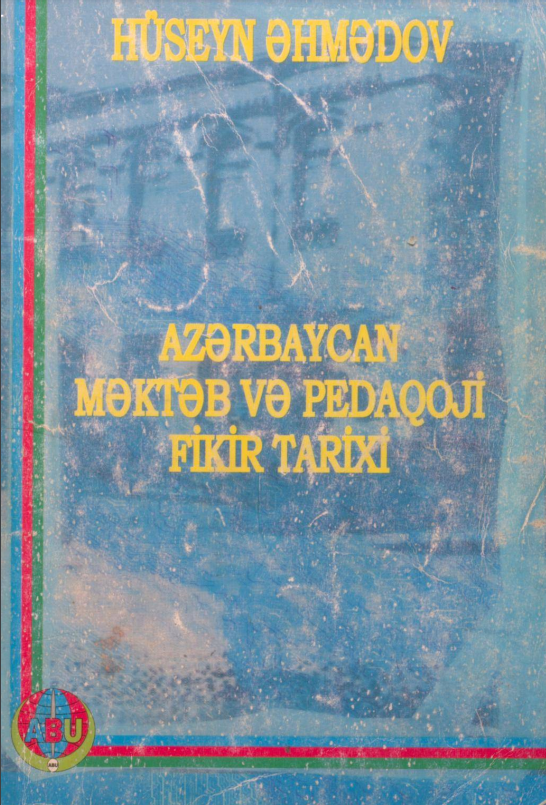 HÜSEYN ƏHMƏDOV
AZƏRBAYCAN
MƏKTƏB VƏ PEDAQOJİ
FİKİR TARİXİ
ABU